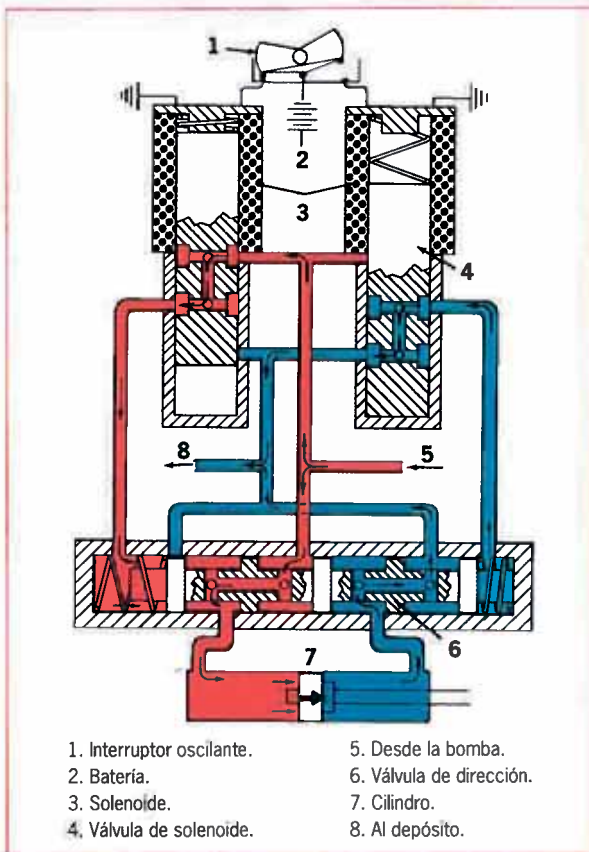 1
2
3
4
8
5
7
6
1. Interruptor oscilante.
2. Batería.
3. Solenoide.
4. Válvula de solenoide.
5. Desde la bomba.
6. Válvula de dirección.
7. Cilindro.
8. Al depósito.